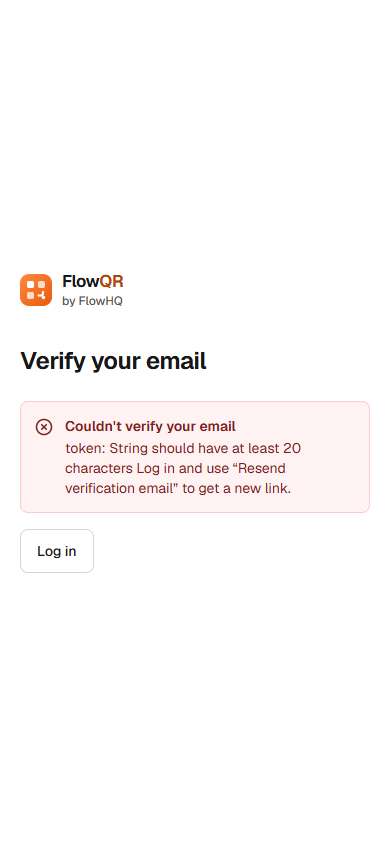 FlowQR
by FlowHQ
Verify your email
Couldn't verify your email
token: String should have at least 20
characters Log in and use “Resend
verification email” to get a new link.
Log in